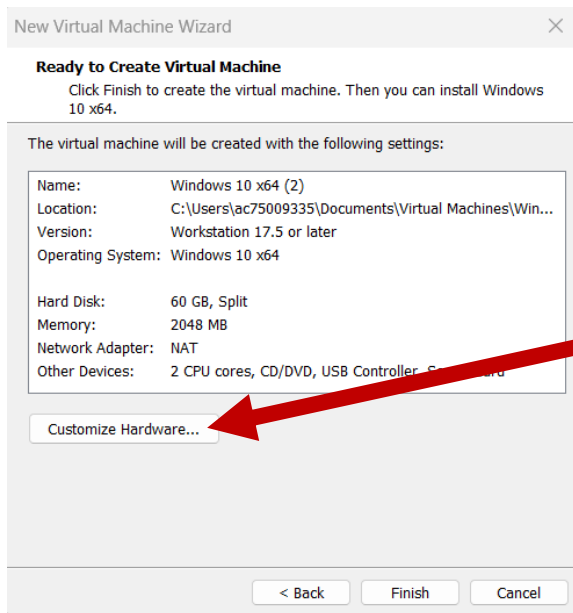 New Virtual Machine Wizard
Ready to Create Virtual Machine
Click Finish to create the virtual machine. Then you can install Windows
10 x64.
The virtual machine will be created with the following settings:
Name: Windows 10 x64 (2)
Location: C:\Users\ac75009335\Documents\Virtual Machines\Win...
Version: Workstation 17.5 or later
Operating System: Windows 10 x64
Hard Disk: 60 GB, Split
Memory: 2048 MB
Network Adapter: NAT
Other Devices: 2 CPU cores, CD/DVD, USB Controller,
Customize Hardware...
< Back
Finish
Cancel